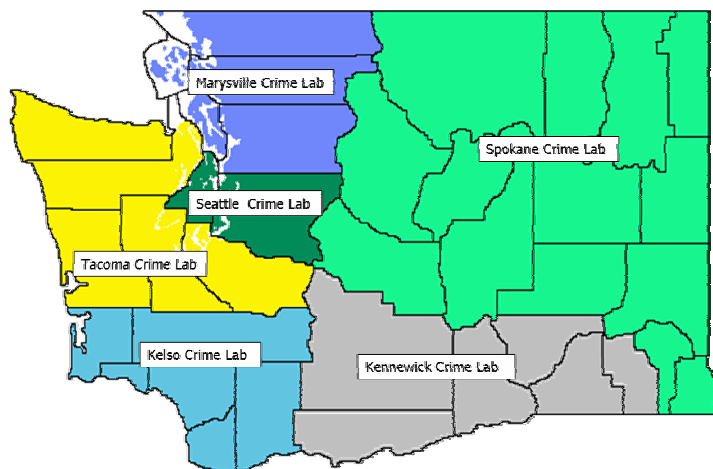 Marysville Crime Lab
Spokane Crime Lab
Seattle Crime Lab
Tacoma Crime Lab
Kelso Crime Lab
Kennewick Crime Lab